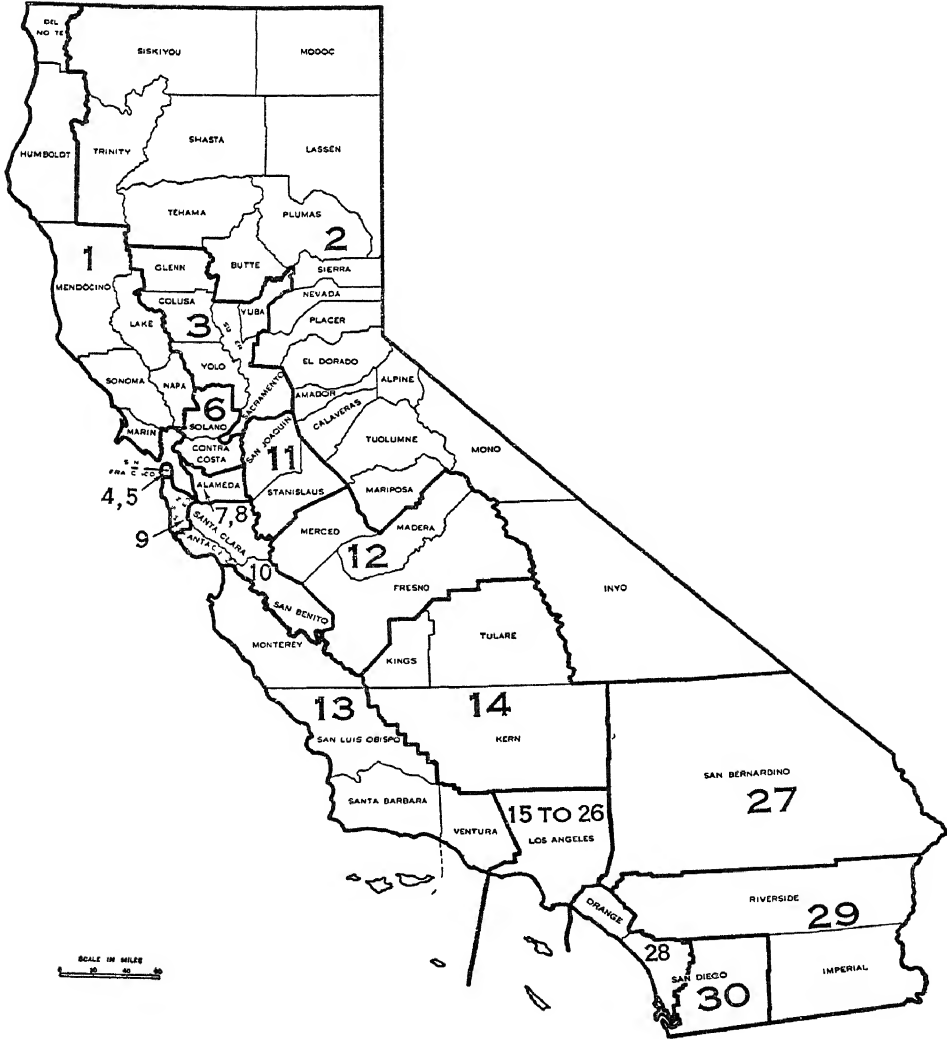 DEL
NO TE
SISKIYOU
MODOC
HUMBOLDT
TRINITY
SHASTA
LASSEN
TEHAMA
PLUMAS
2
1
MENDOCINO
GLENN
BUTTE
SIERRA
COLUSA
NEVADA
YUBA
3
PLACER
LAKE
EL DORADO
YOLO
ALPINE
SONOMA
NAPA
SACRAMENTO
AMADOR
6
SOLANO
CALAVERAS
MARIN
TUOLUMNE
MONO
CONTRA
COSTA
SAN JOAQUIN
11
4,5
ALAMEDA
STANISLAUS
MARIPOSA
7,8
9
SANTA CLARA
MERCED
MADERA
12
10
FRESNO
INYO
SAN BENITO
MONTEREY
KINGS
TULARE
13
14
SAN LUIS OBISPO
KERN
SAN BERNARDINO
27
SANTA BARBARA
15 TO 26
VENTURA
LOS ANGELES
ORANGE
RIVERSIDE
29
28
SAN DIEGO
30
IMPERIAL
SCALE IN MILES